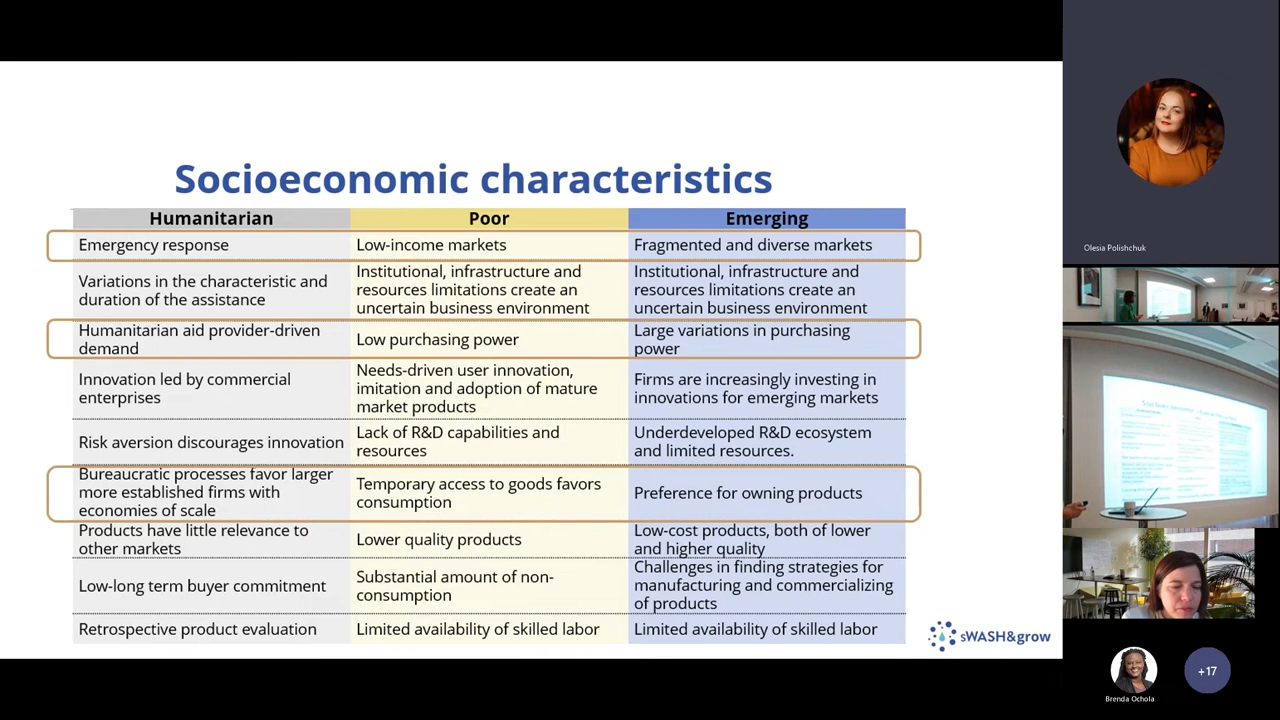 Socioeconomic characteristics
Humanitarian
Poor
Emerging
Emergency response
Low-income markets
Fragmented and diverse markets
Variations in the characteristic and
duration of the assistance
Institutional, infrastructure and
resources limitations create an
uncertain business environment
Institutional, infrastructure and
resources limitations create an
uncertain business environment
Humanitarian aid provider-driven
demand
Low purchasing power
Large variations in purchasing
power
Innovation led by commercial
enterprises
Needs-driven user innovation,
imitation and adoption of mature
market products
Firms are increasingly investing in
innovations for emerging markets
Risk aversion discourages innovation
Lack of R&D capabilities and
resources
Underdeveloped R&D ecosystem
and limited resources.
Bureaucratic processes favor larger
more established firms with
economies of scale
Temporary access to goods favors
consumption
Preference for owning products
Products have little relevance to
other markets
Lower quality products
Low-cost products, both of lower
and higher quality
Low-long term buyer commitment
Substantial amount of non-
consumption
Challenges in finding strategies for
manufacturing and commercializing
of products
Retrospective product evaluation
Limited availability of skilled labor
Limited availability of skilled labor
sWASH&grow
Olesia Polishchuk
Brenda Ochola
+17